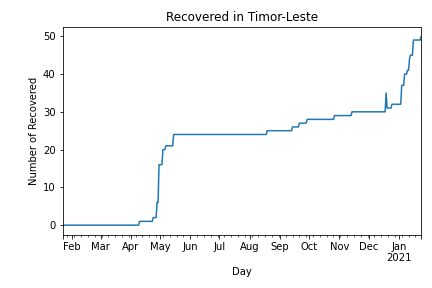 Recovered in Timor-Leste
Number of Recovered
50
40
30
20
10
0
Feb Mar Apr May Jun Jul Aug Sep Oct Nov Dec Jan
2021
Day